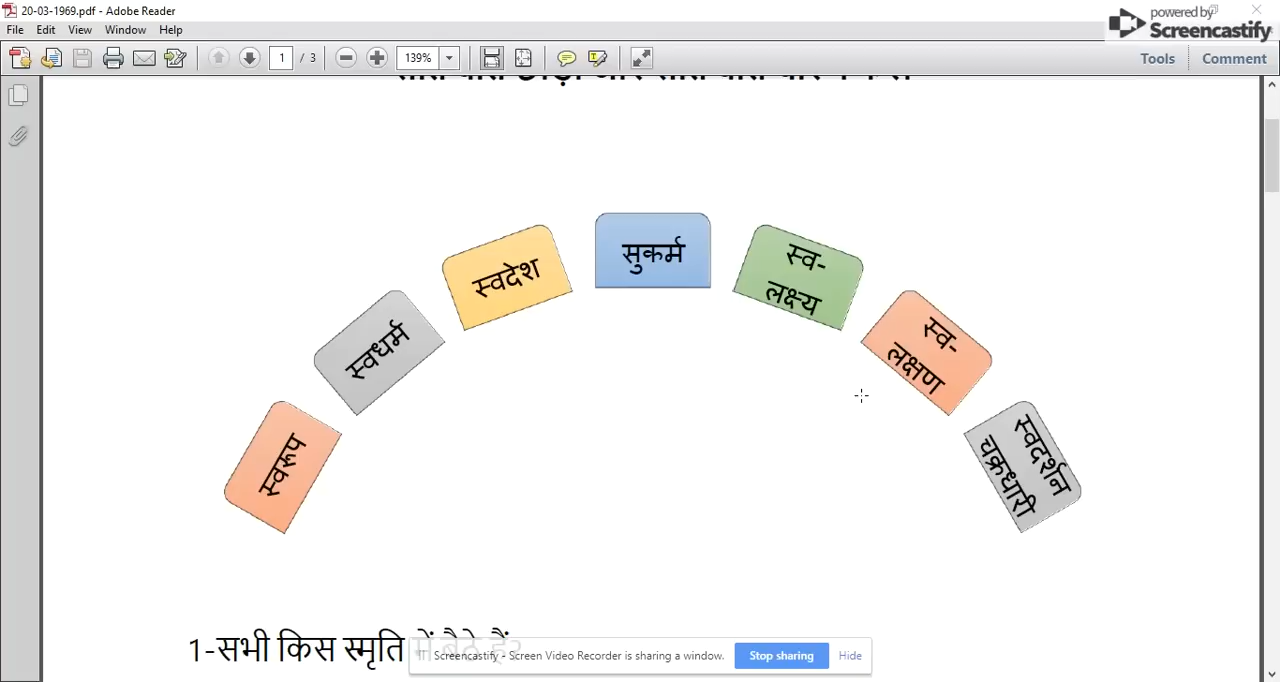 20-03-1969.pdf - Adobe Reader
powered by
Screencastify
File Edit View Window Help
1 / 3 139% Tools Comment
सुकर्म
स्वदेश
स्व-
लक्ष्य
स्वधर्म
स्व-
लक्षण
स्वरूप
स्वदर्शन
चक्रधारी
1-सभी किस स्मृति में बैठे हैं?
Screencastify - Screen Video Recorder is sharing a window. Stop sharing Hide